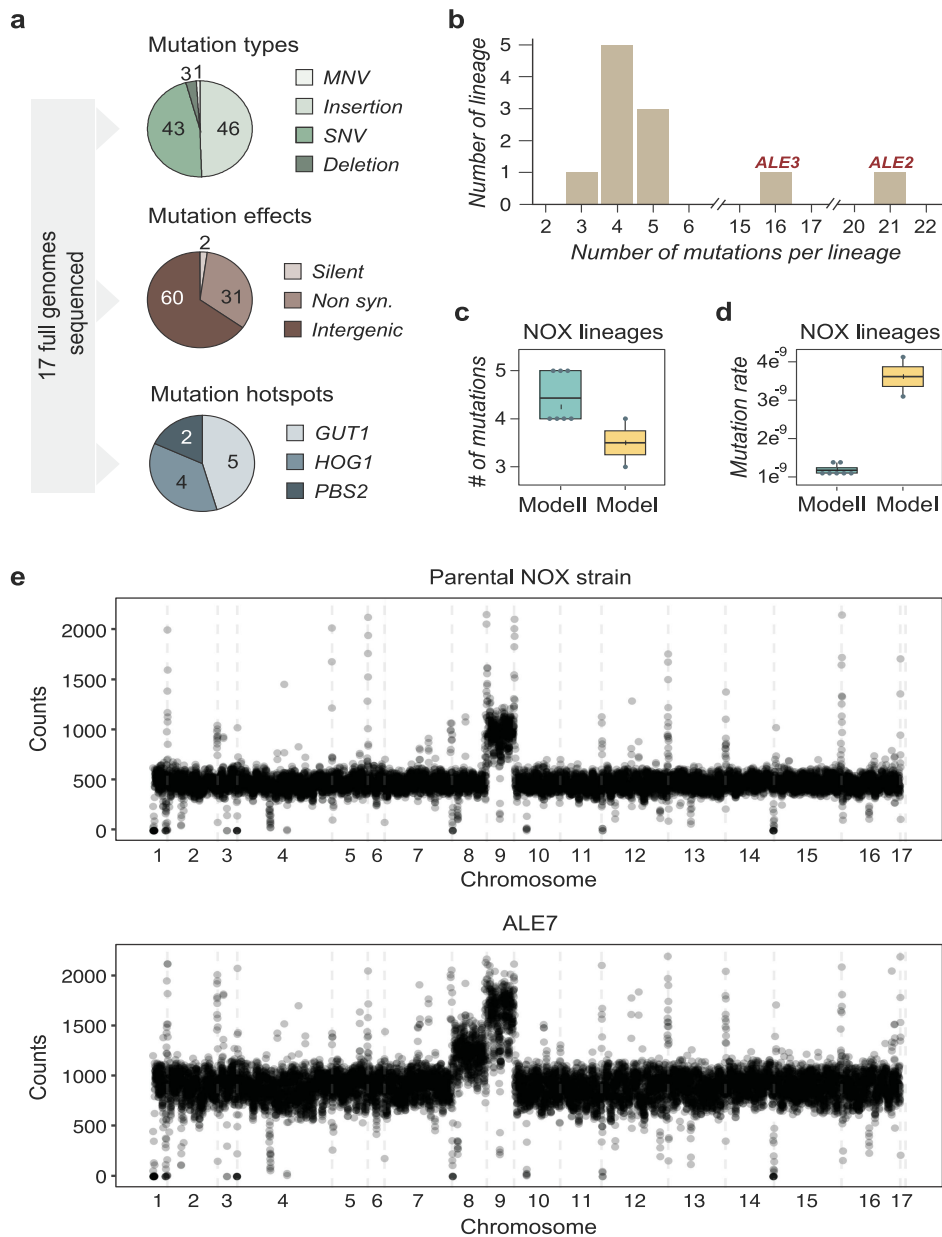 a
Mutation types
31
43
46
MNV
Insertion
SNV
Deletion
17 full genomes
sequenced
Mutation effects
2
60
31
Silent
Non syn.
Intergenic
Mutation hotspots
2
5
4
GUT1
HOG1
PBS2
b
Number of lineage
5
4
3
2
1
0
ALE3
ALE2
2 3 4 5 6 15 16 17 20 21 22
Number of mutations per lineage
c
NOX lineages
# of mutations
5
4
3
ModelI Model
d
NOX lineages
Mutation rate
4e-9
3e-9
2e-9
1e-9
ModelI Model
e
Parental NOX strain
Counts
2000
1500
1000
500
0
1 2 3 4 5 6 7 8 9 10 11 12 13 14 15 16 17
Chromosome
ALE7
Counts
2000
1500
1000
500
0
1 2 3 4 5 6 7 8 9 10 11 12 13 14 15 16 17
Chromosome